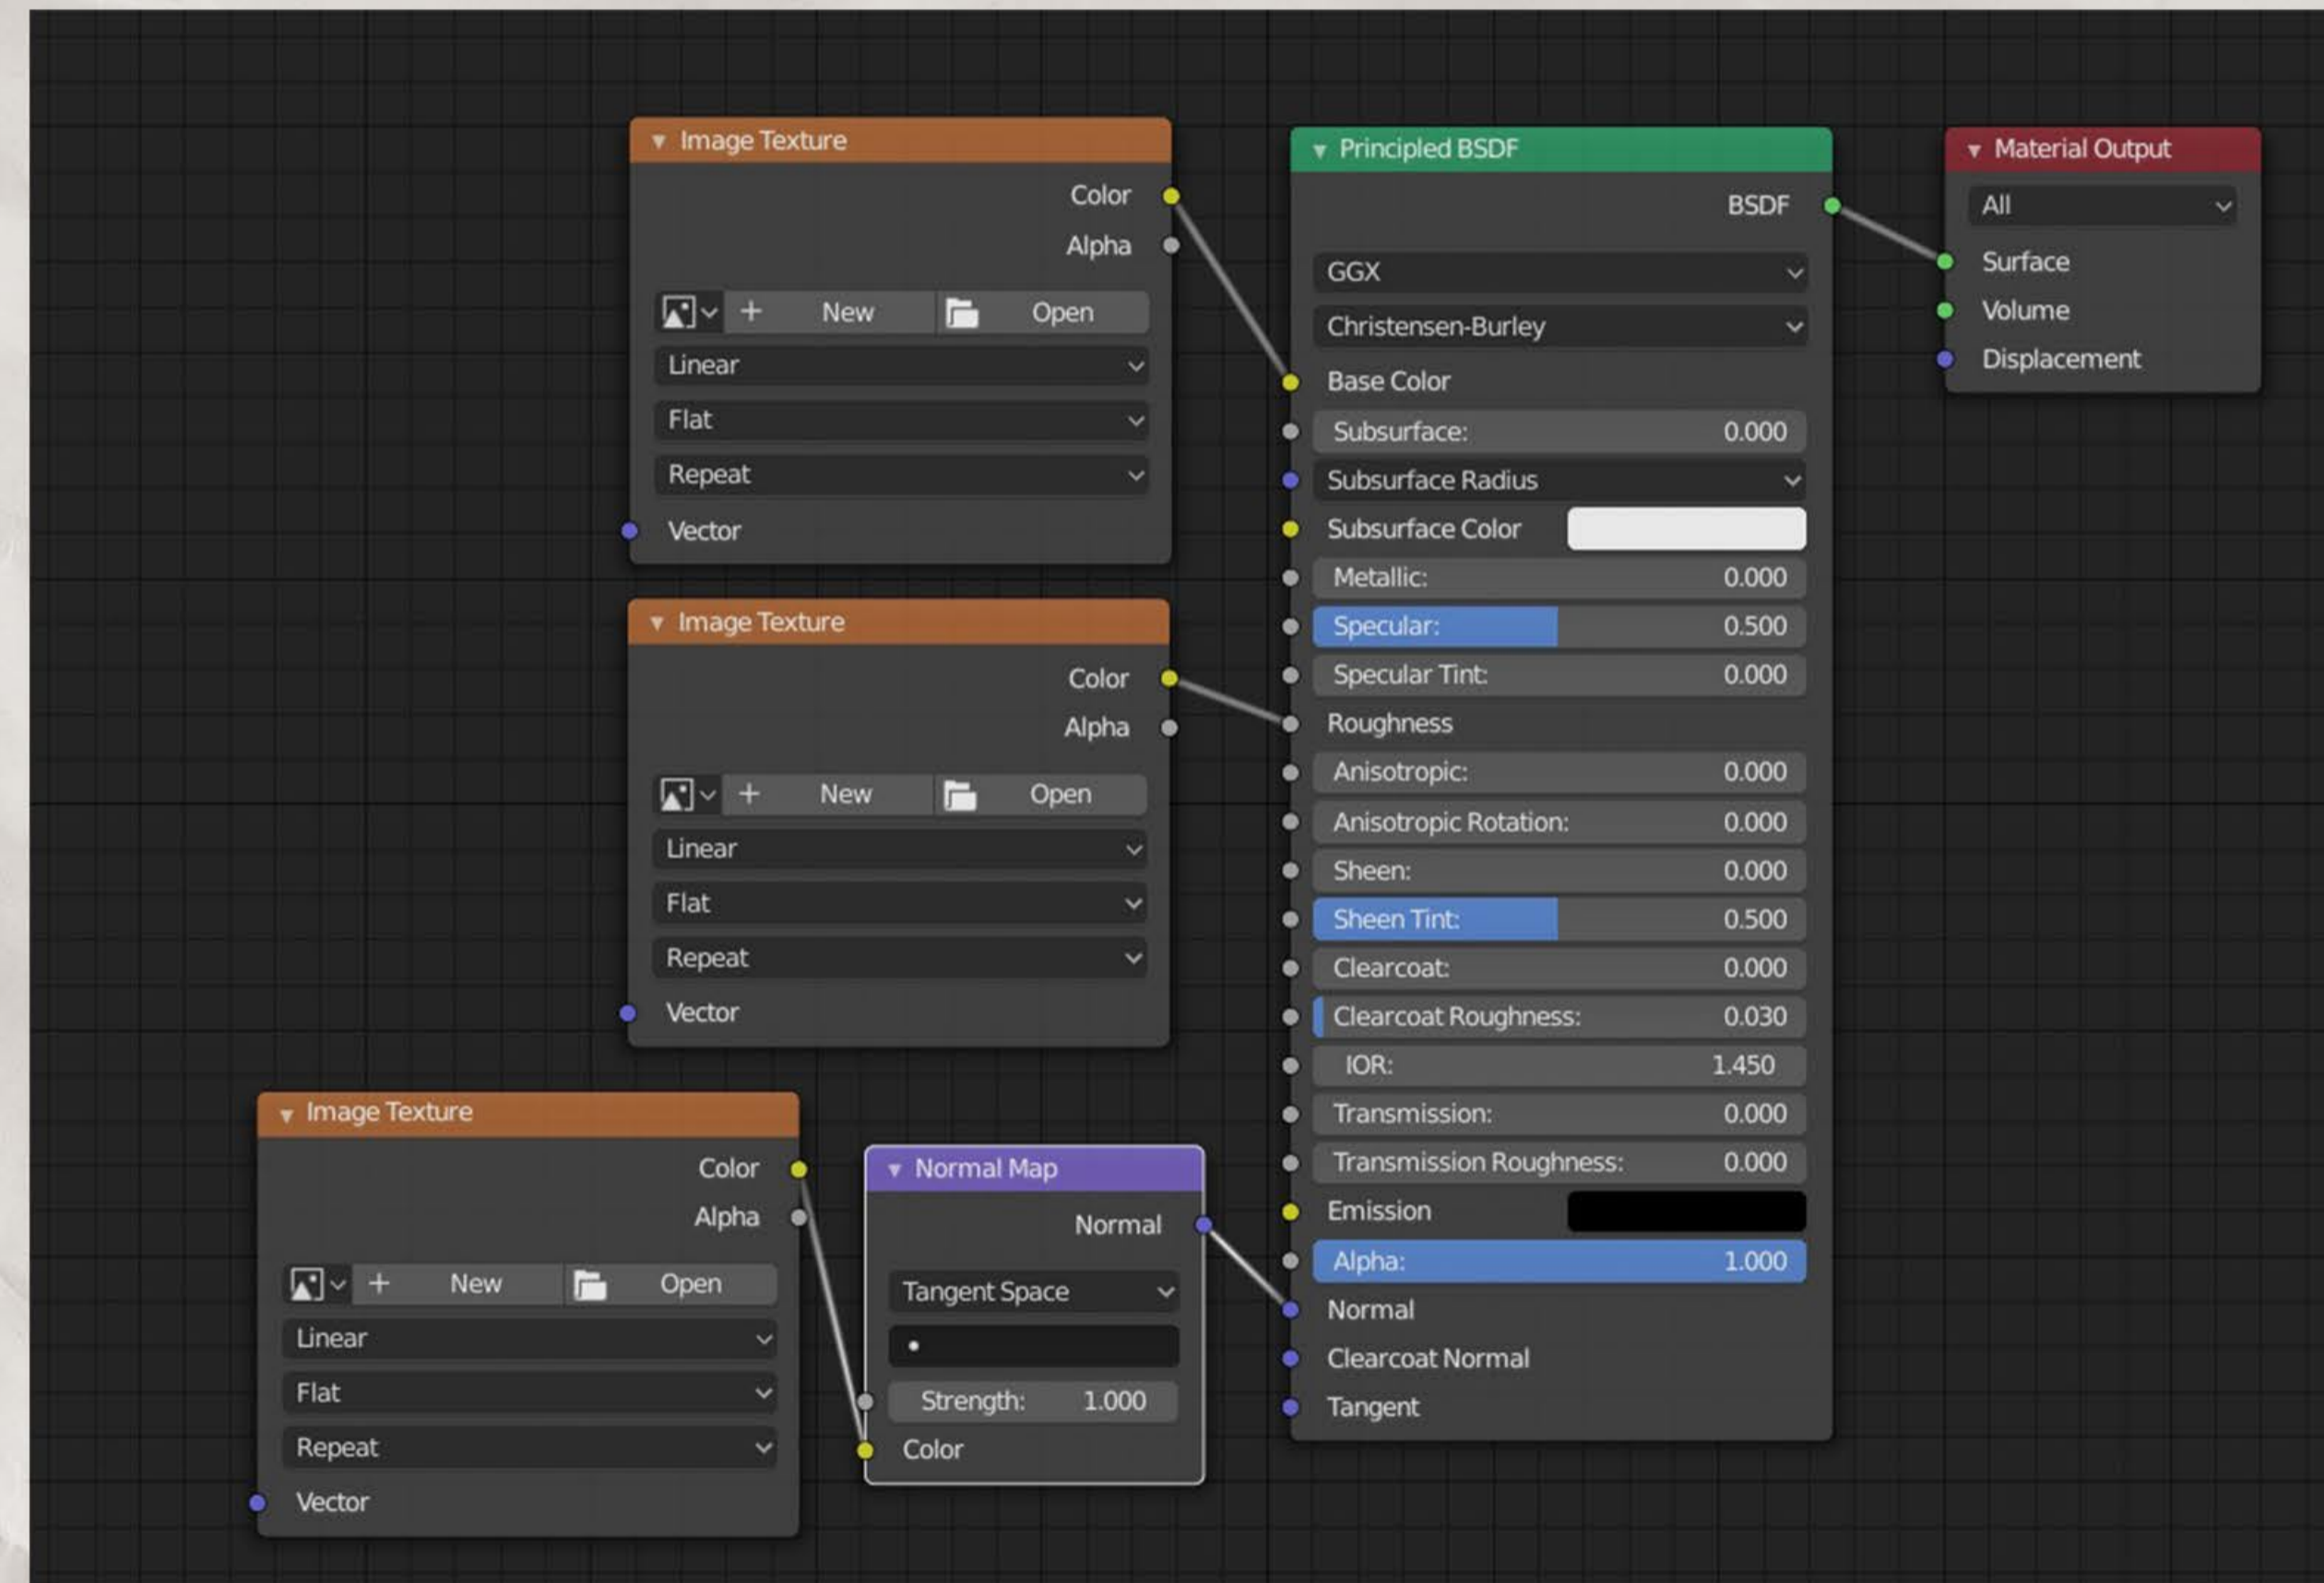 Image Texture
Color
Alpha
New Open
Linear
Flat
Repeat
Vector
Image Texture
Color
Alpha
New Open
Linear
Flat
Repeat
Vector
Image Texture
Color
Alpha
New Open
Linear
Flat
Repeat
Vector
Normal Map
Normal
Tangent Space
Strength: 1.000
Color
Principled BSDF
BSDF
GGX
Christensen-Burley
Base Color
Subsurface: 0.000
Subsurface Radius
Subsurface Color
Metallic: 0.000
Specular: 0.500
Specular Tint: 0.000
Roughness
Anisotropic: 0.000
Anisotropic Rotation: 0.000
Sheen: 0.000
Sheen Tint: 0.500
Clearcoat: 0.000
Clearcoat Roughness: 0.030
IOR: 1.450
Transmission: 0.000
Transmission Roughness: 0.000
Emission
Alpha: 1.000
Normal
Clearcoat Normal
Tangent
Material Output
All
Surface
Volume
Displacement